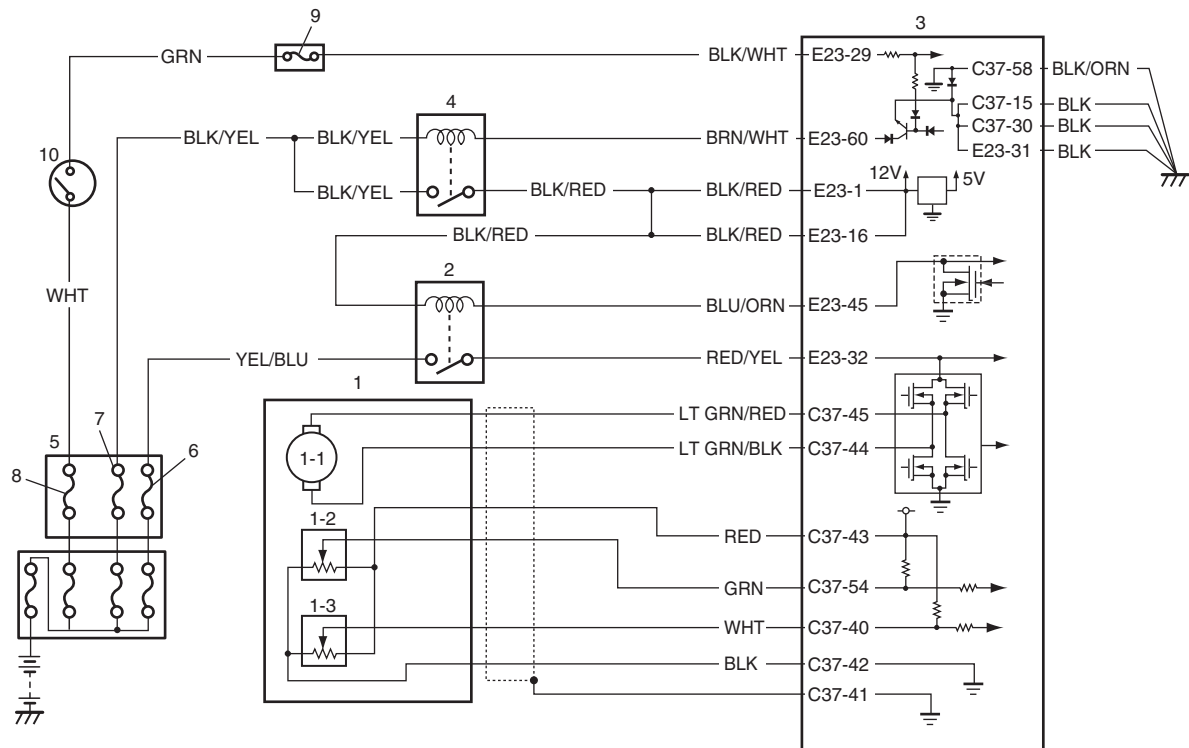 9
3
GRN
BLK/WHT
E23-29
C37-58
BLK/ORN
4
C37-15
BLK
BLK/YEL
BLK/YEL
BRN/WHT
E23-60
C37-30
BLK
10
E23-31
BLK
12V
5V
BLK/YEL
BLK/RED
BLK/RED
E23-1
BLK/RED
BLK/RED
E23-16
2
WHT
BLU/ORN
E23-45
YEL/BLU
RED/YEL
E23-32
1
LT GRN/RED
C37-45
5
7
6
8
1-1
LT GRN/BLK
C37-44
1-2
RED
C37-43
GRN
C37-54
1-3
WHT
C37-40
BLK
C37-42
C37-41